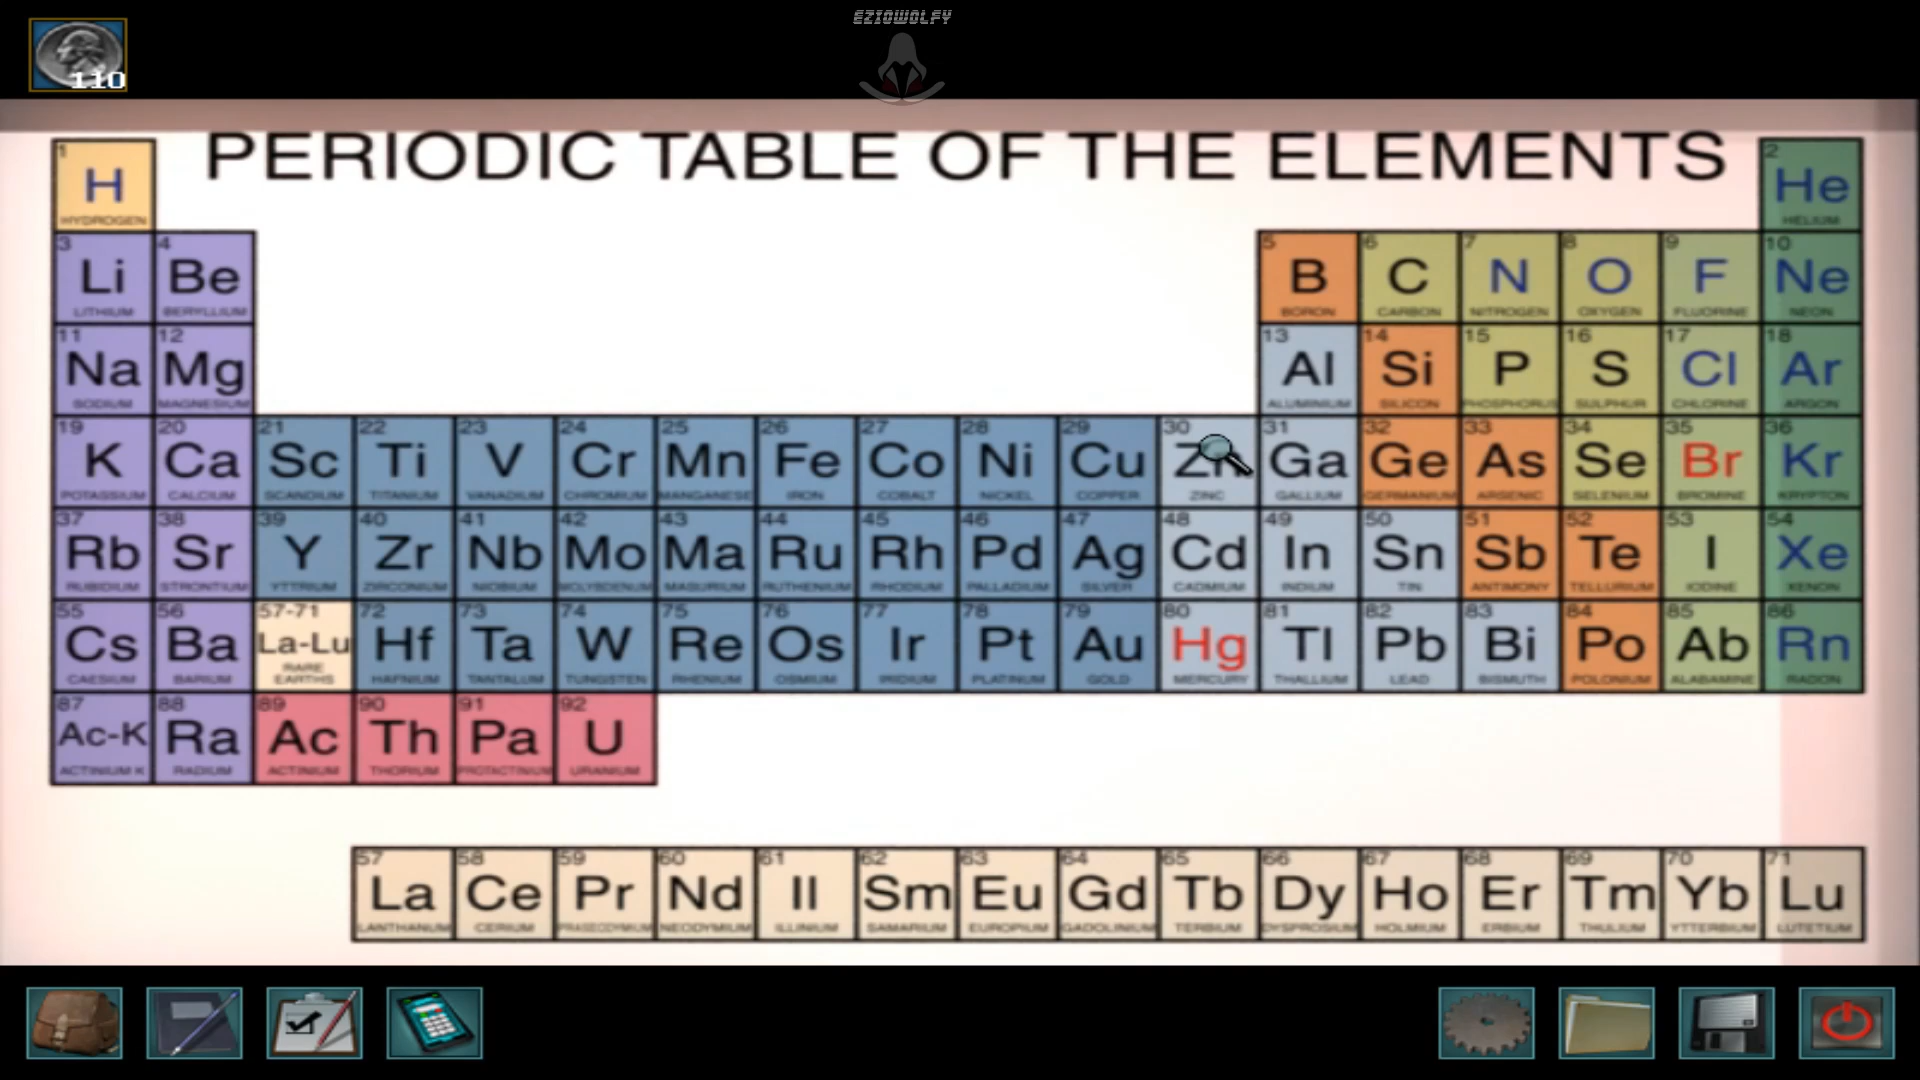 EZIOWOLFY
110
PERIODIC TABLE OF THE ELEMENTS
1 2
H He
HYDROGEN HELIUM
3 4 5 6 7 8 9 10
Li Be B C N O F Ne
LITHIUM BERYLLIUM BORON CARBON NITROGEN OXYGEN FLUORINE NEON
11 12 13 14 15 16 17 18
Na Mg Al Si P S Cl Ar
SODIUM MAGNESIUM ALUMINIUM SILICON PHOSPHORUS SULPHUR CHLORINE ARGON
19 20 21 22 23 24 25 26 27 28 29 30 31 32 33 34 35 36
K Ca Sc Ti V Cr Mn Fe Co Ni Cu Zn Ga Ge As Se Br Kr
POTASSIUM CALCIUM SCANDIUM TITANIUM VANADIUM CHROMIUM MANGANESE IRON COBALT NICKEL COPPER ZINC GALLIUM GERMANIUM ARSENIC SELENIUM BROMINE KRYPTON
37 38 39 40 41 42 43 44 45 46 47 48 49 50 51 52 53 54
Rb Sr Y Zr Nb Mo Ma Ru Rh Pd Ag Cd In Sn Sb Te I Xe
RUBIDIUM STRONTIUM YTTRIUM ZIRCONIUM NIOBIUM MOLYBDENUM MASURIUM RUTHENIUM RHODIUM PALLADIUM SILVER CADMIUM INDIUM TIN ANTIMONY TELLURIUM IODINE XENON
55 56 57-71 72 73 74 75 76 77 78 79 80 81 82 83 84 85 86
Cs Ba La-Lu Hf Ta W Re Os Ir Pt Au Hg Tl Pb Bi Po Ab Rn
CAESIUM BARIUM RARE EARTHS HAFNIUM TANTALUM TUNGSTEN RHENIUM OSMIUM IRIDIUM PLATINUM GOLD MERCURY THALLIUM LEAD BISMUTH POLONIUM ALABAMINE RADON
87 88 89 90 91 92
Ac-K Ra Ac Th Pa U
ACTINIUM K RADIUM ACTINIUM THORIUM PROTACTINIUM URANIUM
57 58 59 60 61 62 63 64 65 66 67 68 69 70 71
La Ce Pr Nd Il Sm Eu Gd Tb Dy Ho Er Tm Yb Lu
LANTHANUM CERIUM PRASEODYMIUM NEODYMIUM ILLINIUM SAMARIUM EUROPIUM GADOLINIUM TERBIUM DYSPROSIUM HOLMIUM ERBIUM THULIUM YTTERBIUM LUTETIUM